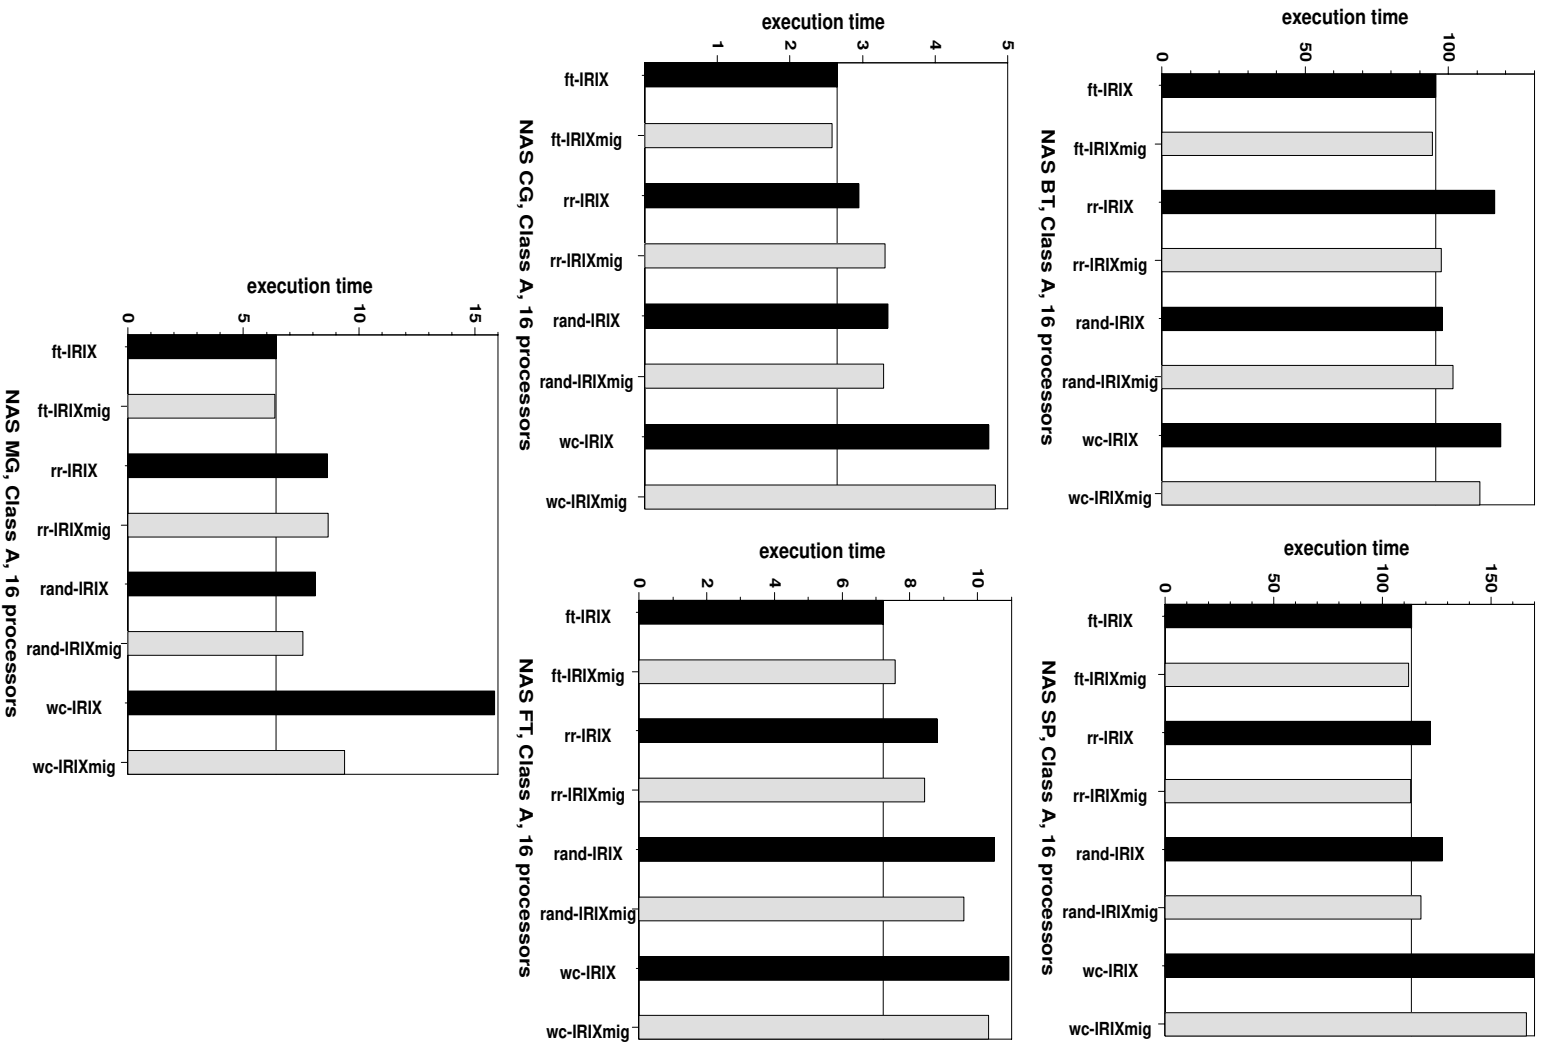 execution time
0
50
100
ft-IRIX
ft-IRIXmig
rr-IRIX
rr-IRIXmig
rand-IRIX
rand-IRIXmig
wc-IRIX
wc-IRIXmig
NAS BT, Class A, 16 processors
execution time
0
50
100
150
ft-IRIX
ft-IRIXmig
rr-IRIX
rr-IRIXmig
rand-IRIX
rand-IRIXmig
wc-IRIX
wc-IRIXmig
NAS SP, Class A, 16 processors
execution time
1
2
3
4
5
ft-IRIX
ft-IRIXmig
rr-IRIX
rr-IRIXmig
rand-IRIX
rand-IRIXmig
wc-IRIX
wc-IRIXmig
NAS CG, Class A, 16 processors
execution time
0
2
4
6
8
10
ft-IRIX
ft-IRIXmig
rr-IRIX
rr-IRIXmig
rand-IRIX
rand-IRIXmig
wc-IRIX
wc-IRIXmig
NAS FT, Class A, 16 processors
execution time
0
5
10
15
ft-IRIX
ft-IRIXmig
rr-IRIX
rr-IRIXmig
rand-IRIX
rand-IRIXmig
wc-IRIX
wc-IRIXmig
NAS MG, Class A, 16 processors